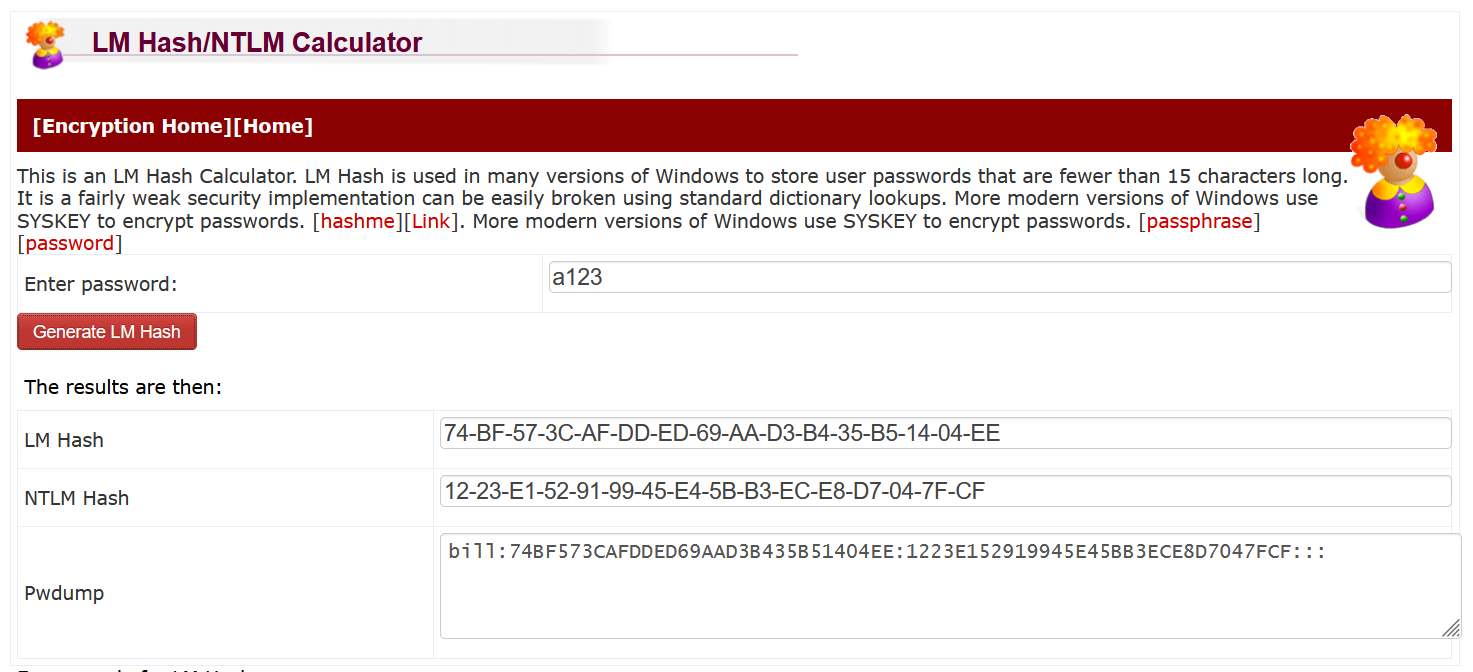 LM Hash/NTLM Calculator
[Encryption Home][Home]
This is an LM Hash Calculator. LM Hash is used in many versions of Windows to store user passwords that are fewer than 15 characters long.
It is a fairly weak security implementation can be easily broken using standard dictionary lookups. More modern versions of Windows use
SYSKEY to encrypt passwords. [hashme][Link]. More modern versions of Windows use SYSKEY to encrypt passwords. [passphrase]
[password]
Enter password:
a123
Generate LM Hash
The results are then:
LM Hash
74-BF-57-3C-AF-DD-ED-69-AA-D3-B4-35-B5-14-04-EE
NTLM Hash
12-23-E1-52-91-99-45-E4-5B-B3-EC-E8-D7-04-7F-CF
Pwdump
bill:74BF573CAFDDED69AAD3B435B51404EE:1223E152919945E45BB3ECE8D7047FCF:::